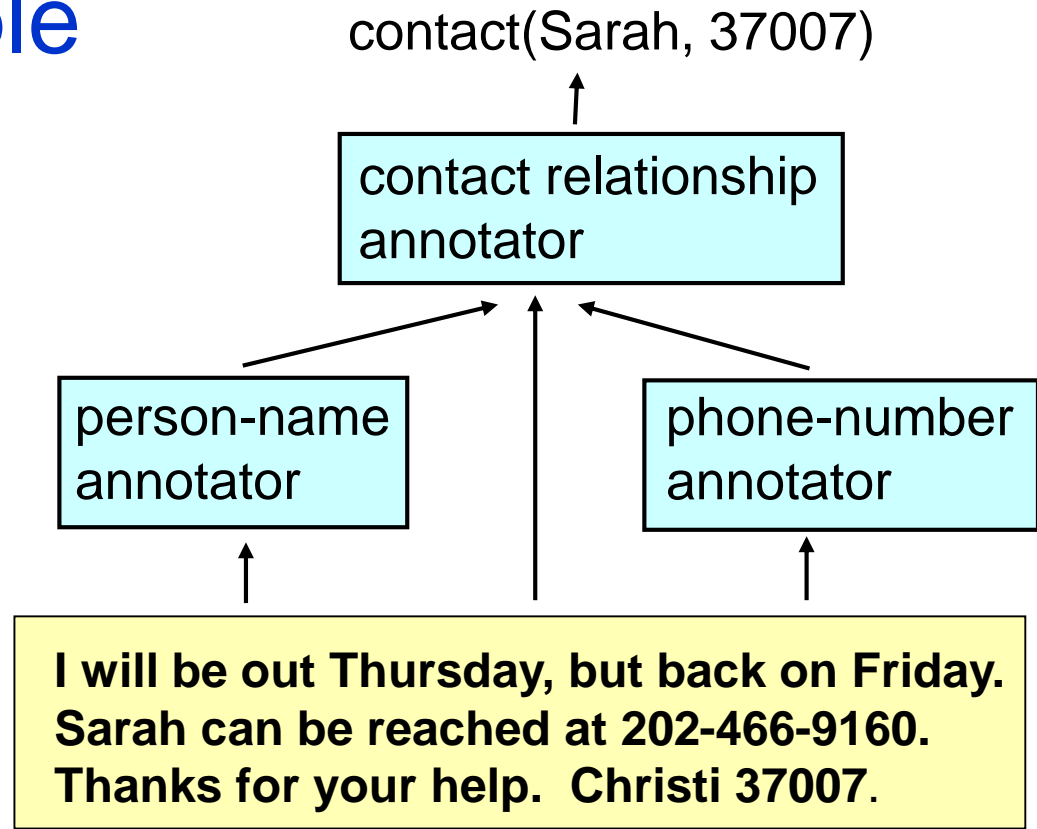 contact(Sarah, 37007)
contact relationship
annotator
person-name
annotator
phone-number
annotator
I will be out Thursday, but back on Friday.
Sarah can be reached at 202-466-9160.
Thanks for your help. Christi 37007.